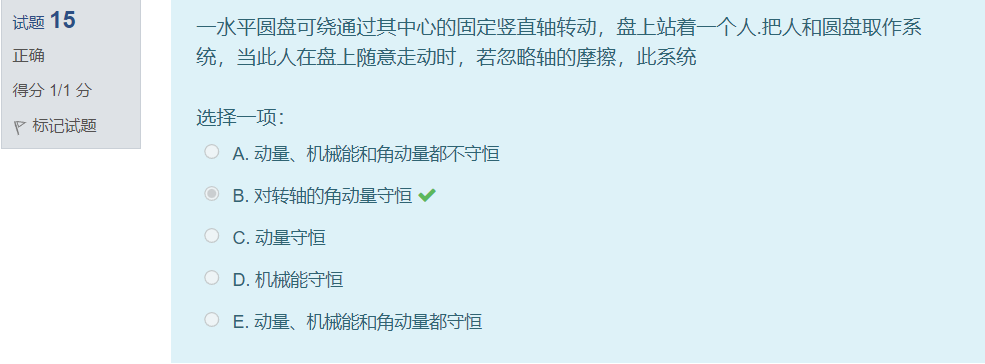 试题 15
正确
得分 1/1 分
标记试题
一水平圆盘可绕通过其中心的固定竖直轴转动，盘上站着一个人.把人和圆盘取作系
统，当此人在盘上随意走动时，若忽略轴的摩擦，此系统
选择一项：
A. 动量、机械能和角动量都不守恒
B. 对转轴的角动量守恒
C. 动量守恒
D. 机械能守恒
E. 动量、机械能和角动量都守恒